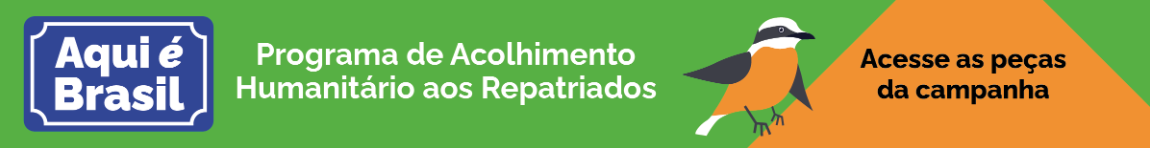 Aqui é
Brasil
Programa de Acolhimento
Humanitário aos Repatriados
Acesse as peças
da campanha